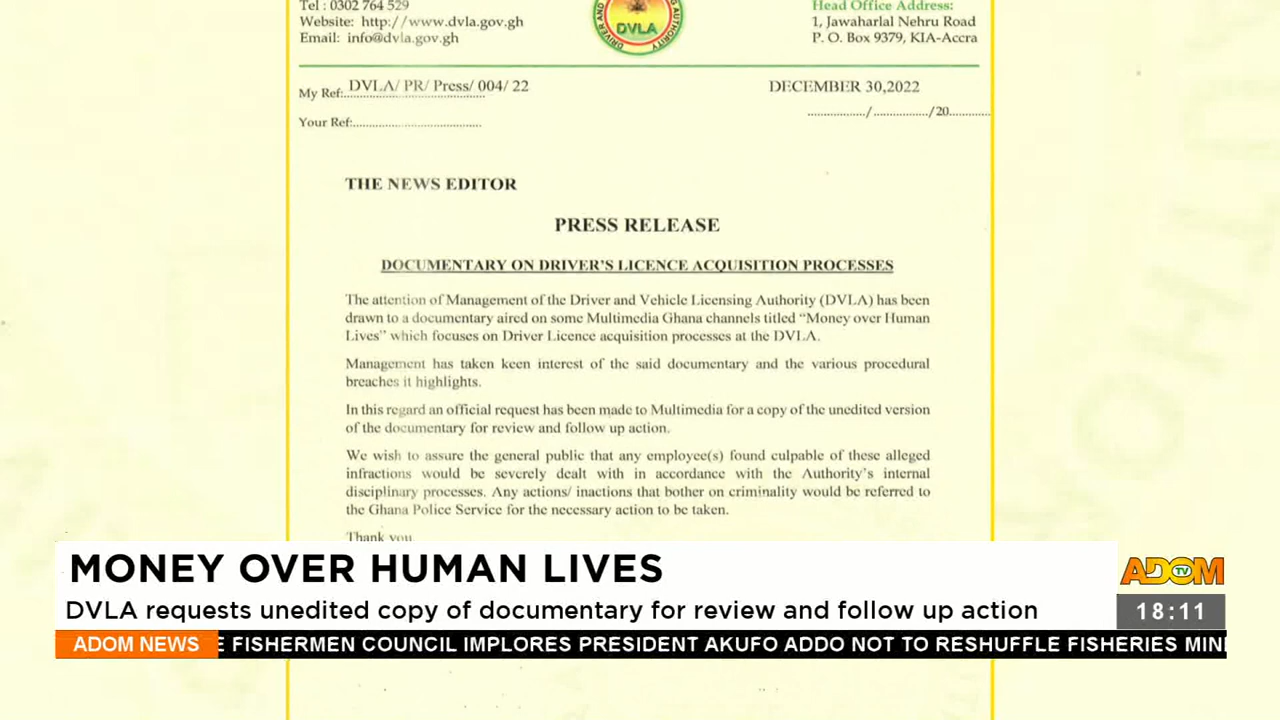 Tel : 0302 764 529
Website: http://www.dvla.gov.gh
Email: info@dvla.gov.gh
DVLA
DRIVER AND
AUTHORITY
Head Office Address:
1, Jawaharlal Nehru Road
P. O. Box 9379, KIA-Accra
My Ref: DVLA/ PR/ Press/ 004/ 22
DECEMBER 30,2022
................/................/20............
Your Ref:......................................
THE NEWS EDITOR
PRESS RELEASE
DOCUMENTARY ON DRIVER'S LICENCE ACQUISITION PROCESSES
The attention of Management of the Driver and Vehicle Licensing Authority (DVLA) has been
drawn to a documentary aired on some Multimedia Ghana channels titled “Money over Human
Lives” which focuses on Driver Licence acquisition processes at the DVLA.
Management has taken keen interest of the said documentary and the various procedural
breaches it highlights.
In this regard an official request has been made to Multimedia for a copy of the unedited version
of the documentary for review and follow up action.
We wish to assure the general public that any employee(s) found culpable of these alleged
infractions would be severely dealt with in accordance with the Authority's internal
disciplinary processes. Any actions/ inactions that bother on criminality would be referred to
the Ghana Police Service for the necessary action to be taken.
Thank you.
MONEY OVER HUMAN LIVES
DVLA requests unedited copy of documentary for review and follow up action
ADOM TV
18:11
ADOM NEWS
FISHERMEN COUNCIL IMPLORES PRESIDENT AKUFO ADDO NOT TO RESHUFFLE FISHERIES